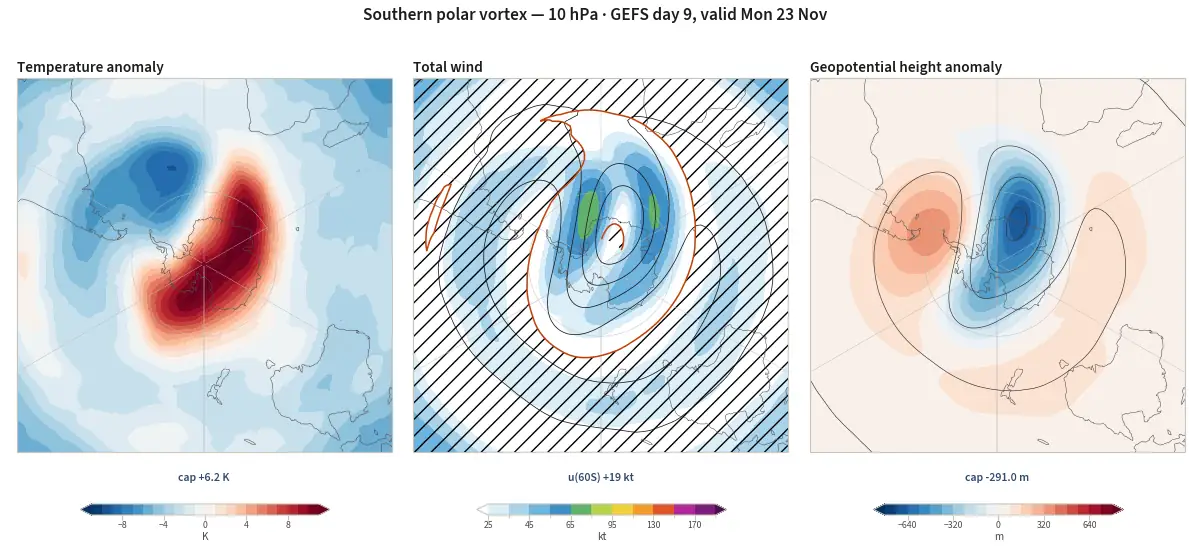 Southern polar vortex — 10 hPa · GEFS day 9, valid Mon 23 Nov
Temperature anomaly
Total wind
Geopotential height anomaly
cap +6.2 K
u(60S) +19 kt
cap -291.0 m
−8 −4 0 4 8
K
25 45 65 95 130 170
kt
−640 −320 0 320 640
m